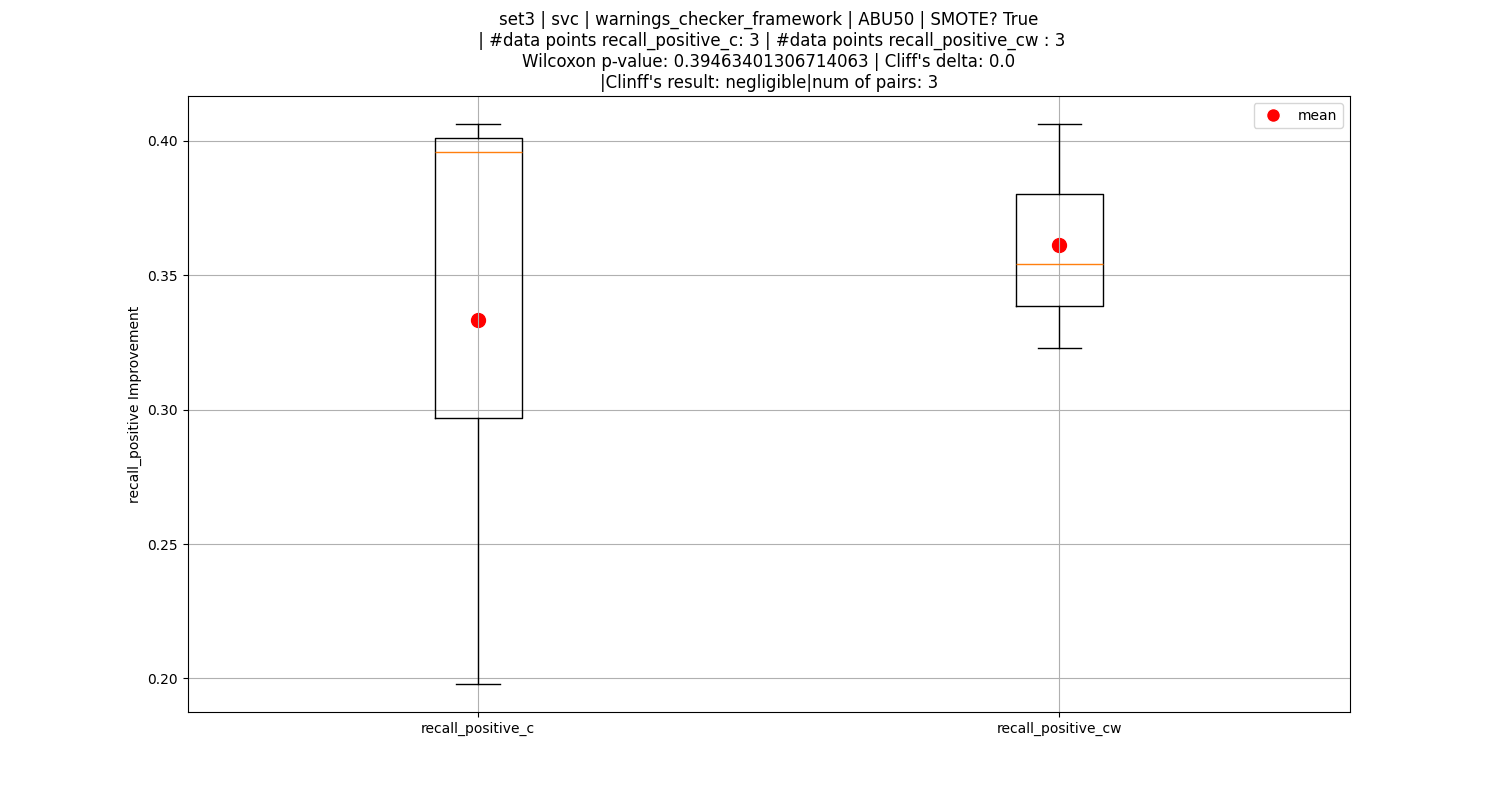 set3 | svc | warnings_checker_framework | ABU50 | SMOTE? True
| #data points recall_positive_c: 3 | #data points recall_positive_cw : 3
Wilcoxon p-value: 0.39463401306714063 | Cliff's delta: 0.0
|Clinff's result: negligible|num of pairs: 3
mean
0.40
0.35
0.30
0.25
0.20
recall_positive Improvement
recall_positive_c
recall_positive_cw